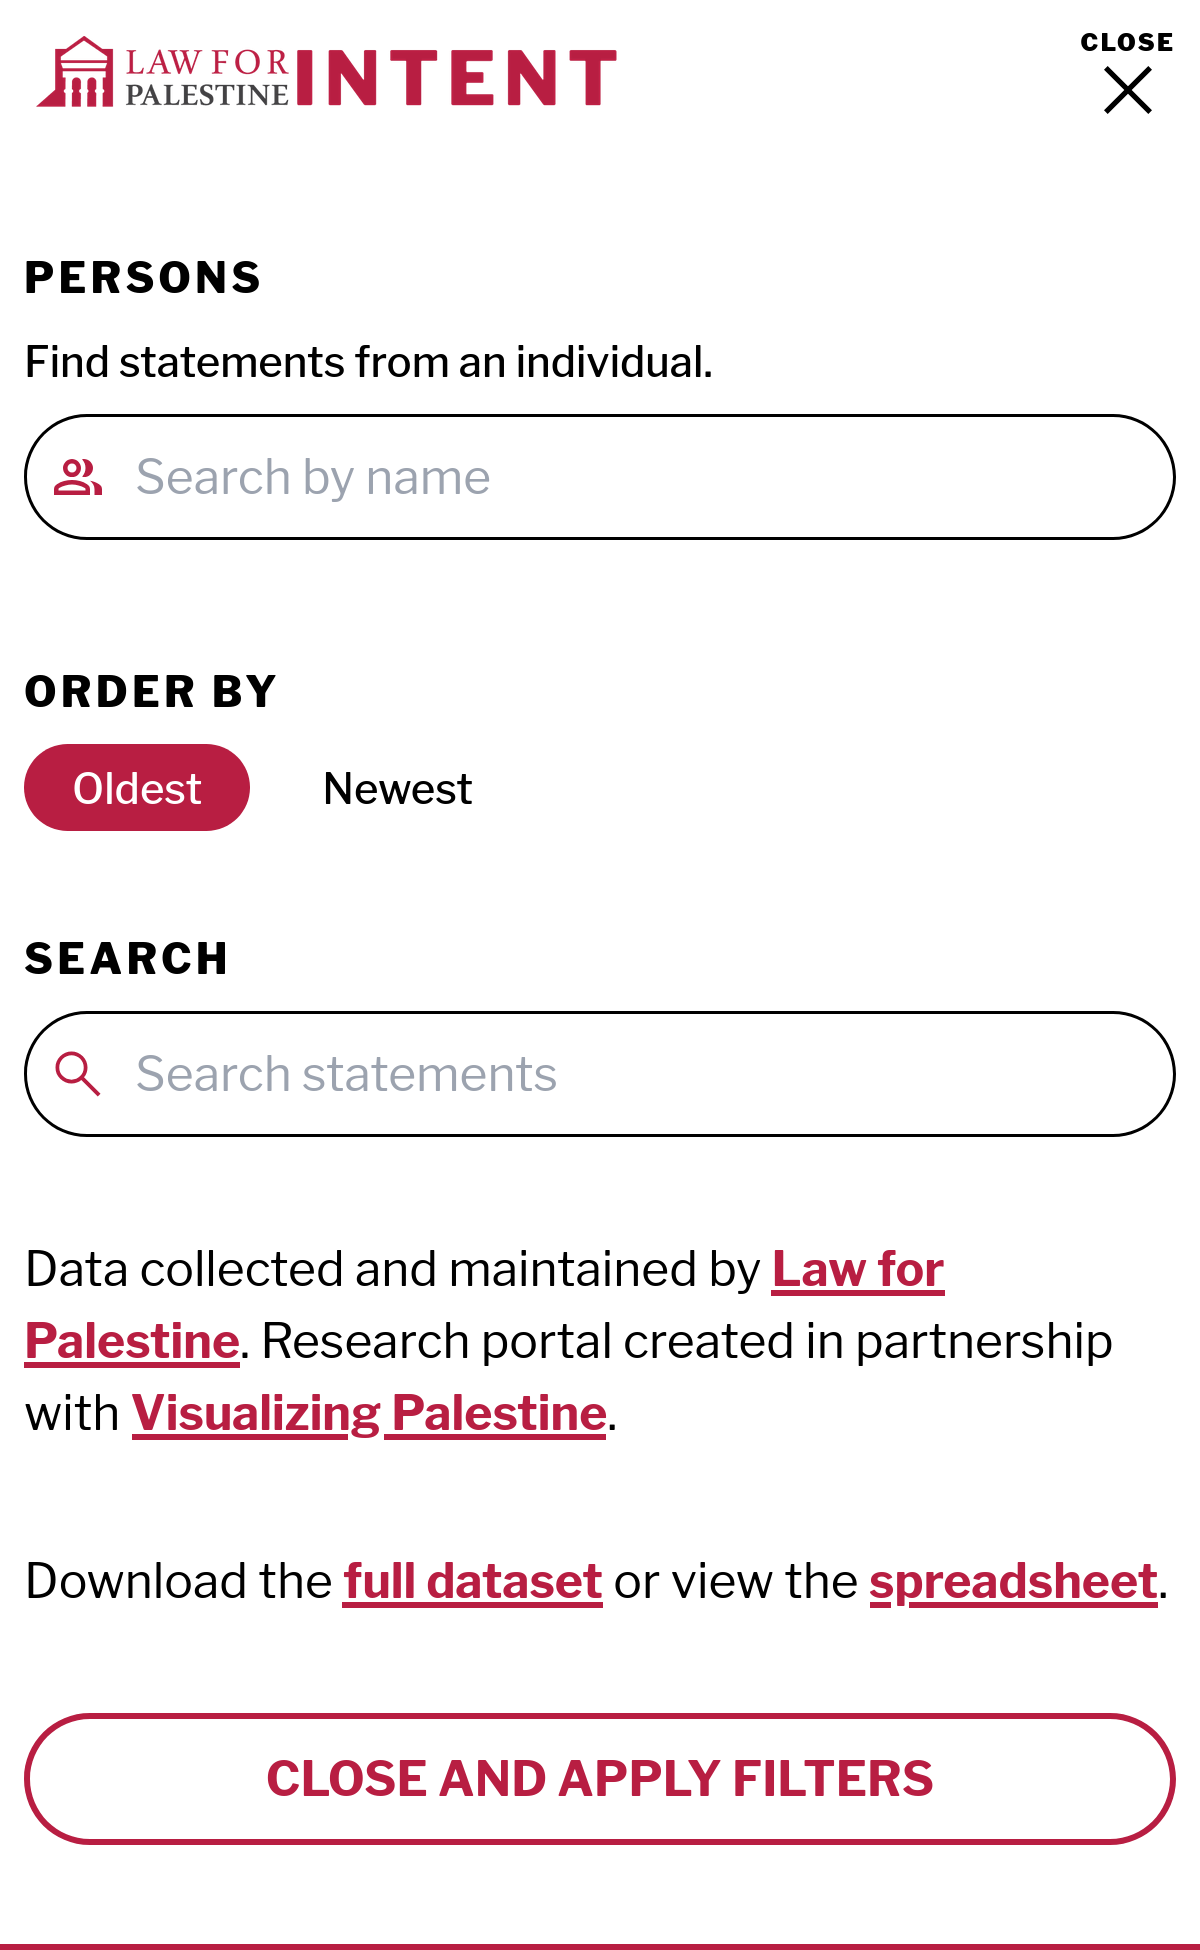 LAW FOR
PALESTINE
INTENT
CLOSE
PERSONS
Find statements from an individual.
Search by name
ORDER BY
Oldest
Newest
SEARCH
Search statements
Data collected and maintained by Law for
Palestine. Research portal created in partnership
with Visualizing Palestine.
Download the full dataset or view the spreadsheet.
CLOSE AND APPLY FILTERS